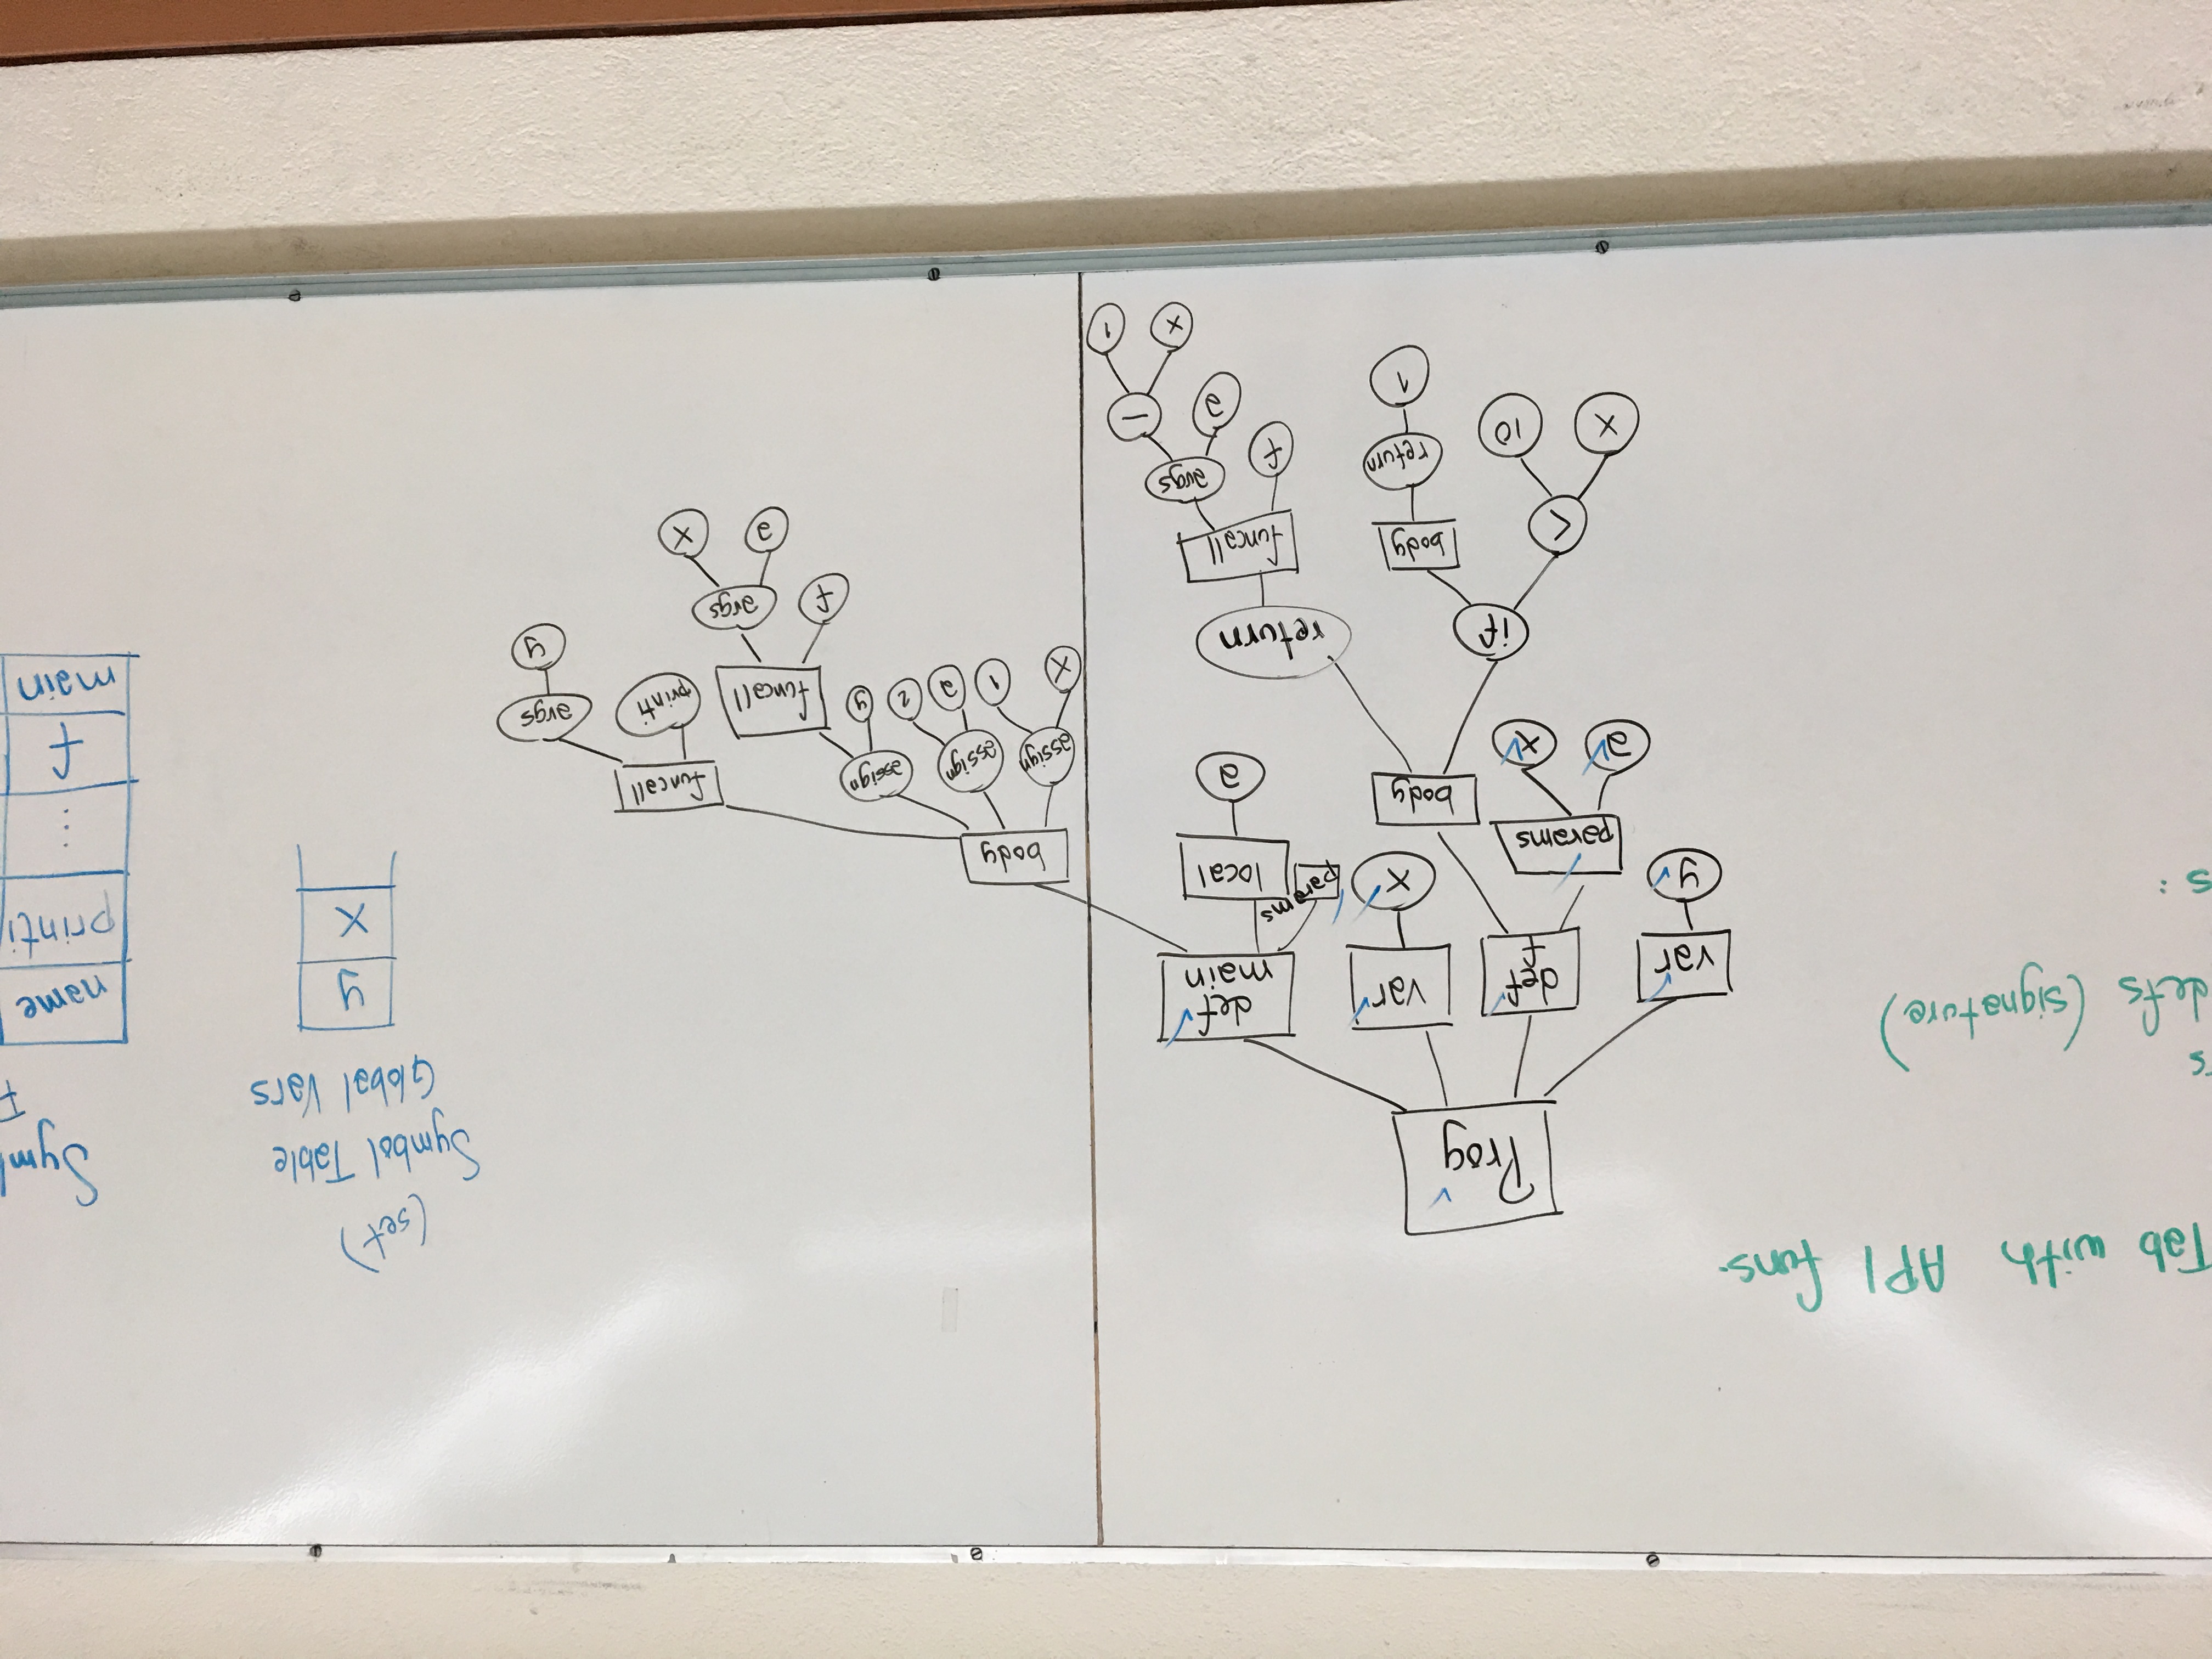 Tab with API funs.
defs (signature)
s :
Prog
var
def
f
var
def
main
y
params
body
x
params
local
body
a
x
a
if
return
<
body
funcall
x
10
return
f
args
1
a
-
x
1
assign
assign
assign
funcall
x
1
a
2
y
funcall
printi
args
f
args
y
a
x
(set)
Symbol Table
Global Vars
y
x
Sym
F
name
printi
⋮
f
main